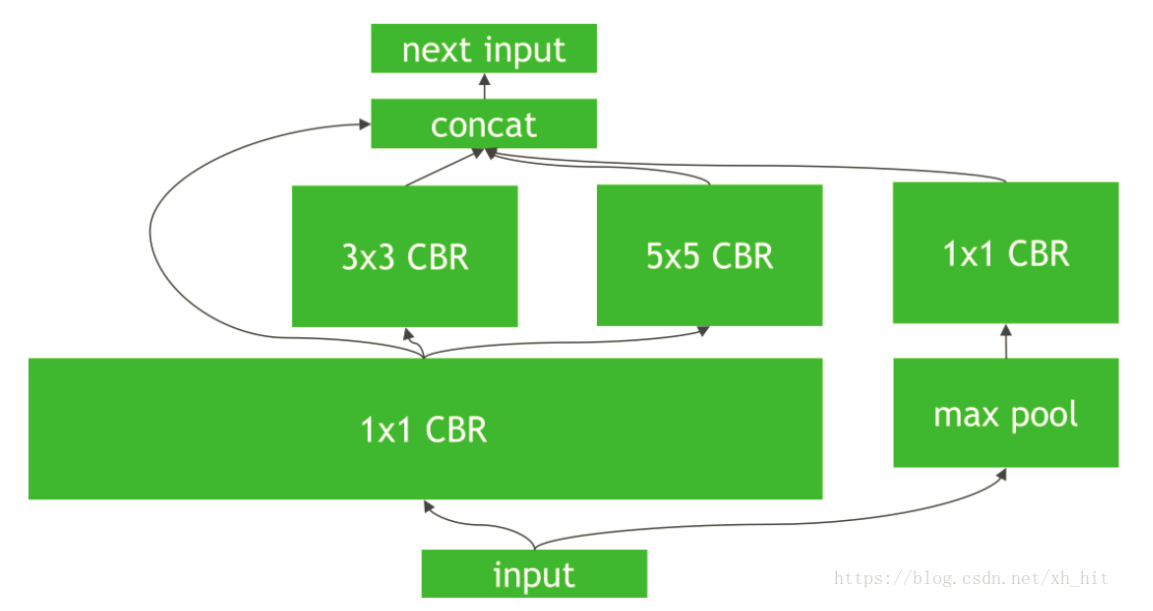 next input
concat
3x3 CBR
5x5 CBR
1x1 CBR
1x1 CBR
max pool
input
https://blog.csdn.net/xh_hit